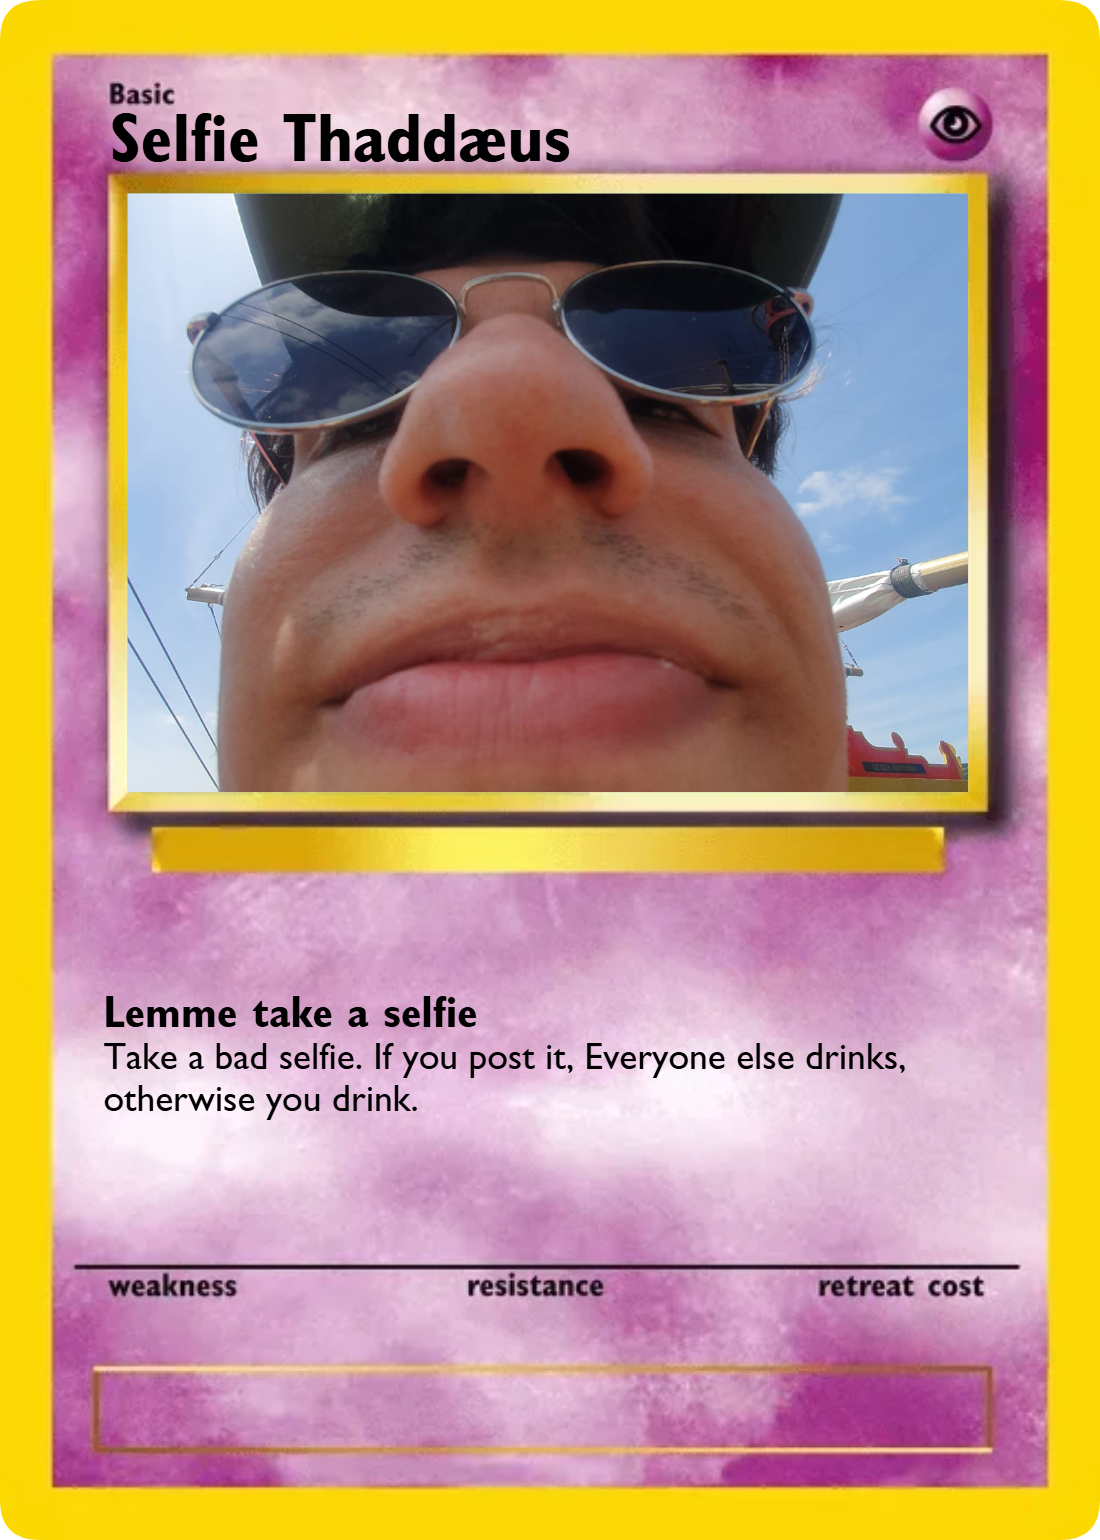 Basic
Selfie Thaddæus
Lemme take a selfie
Take a bad selfie. If you post it, Everyone else drinks,
otherwise you drink.
weakness resistance retreat cost